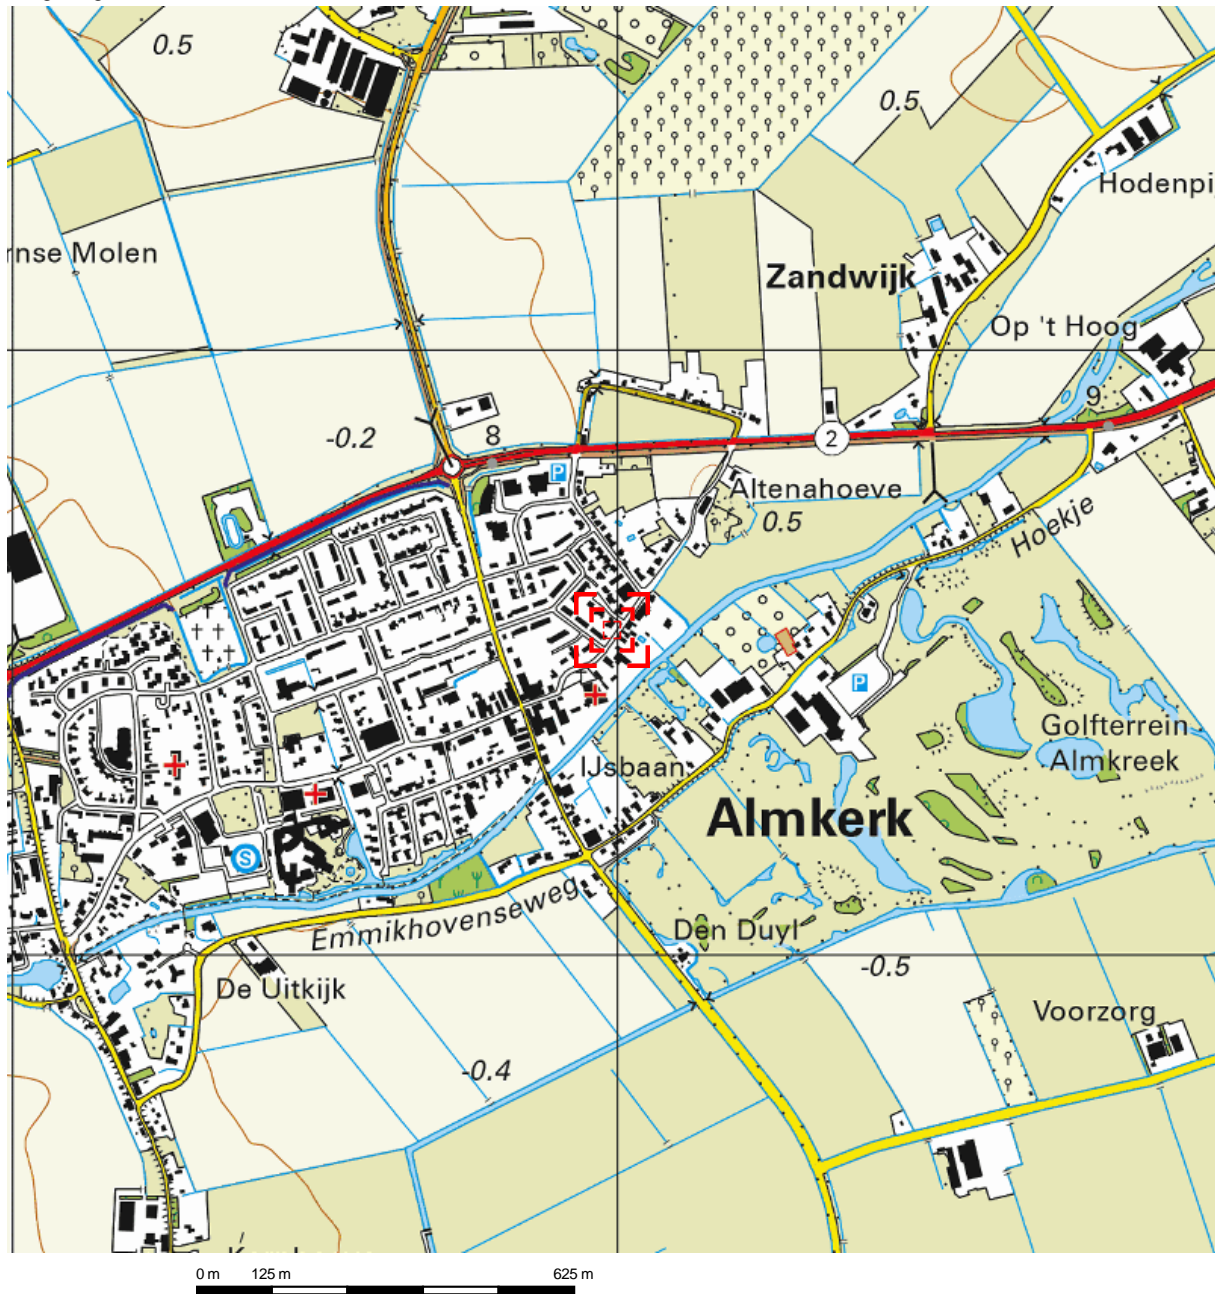 0.5
0.5
Hodenpi
nse Molen
Zandwijk
Op 't Hoog
9
-0.2
8
2
P
Altenahoeve
0.5
Hoekje
P
Golfterrein
Almkreek
IJsbaan
Almkerk
S
Emmikhovenseweg
Den Duyl
-0.5
De Uitkijk
Voorzorg
-0.4
0 m 125 m 625 m